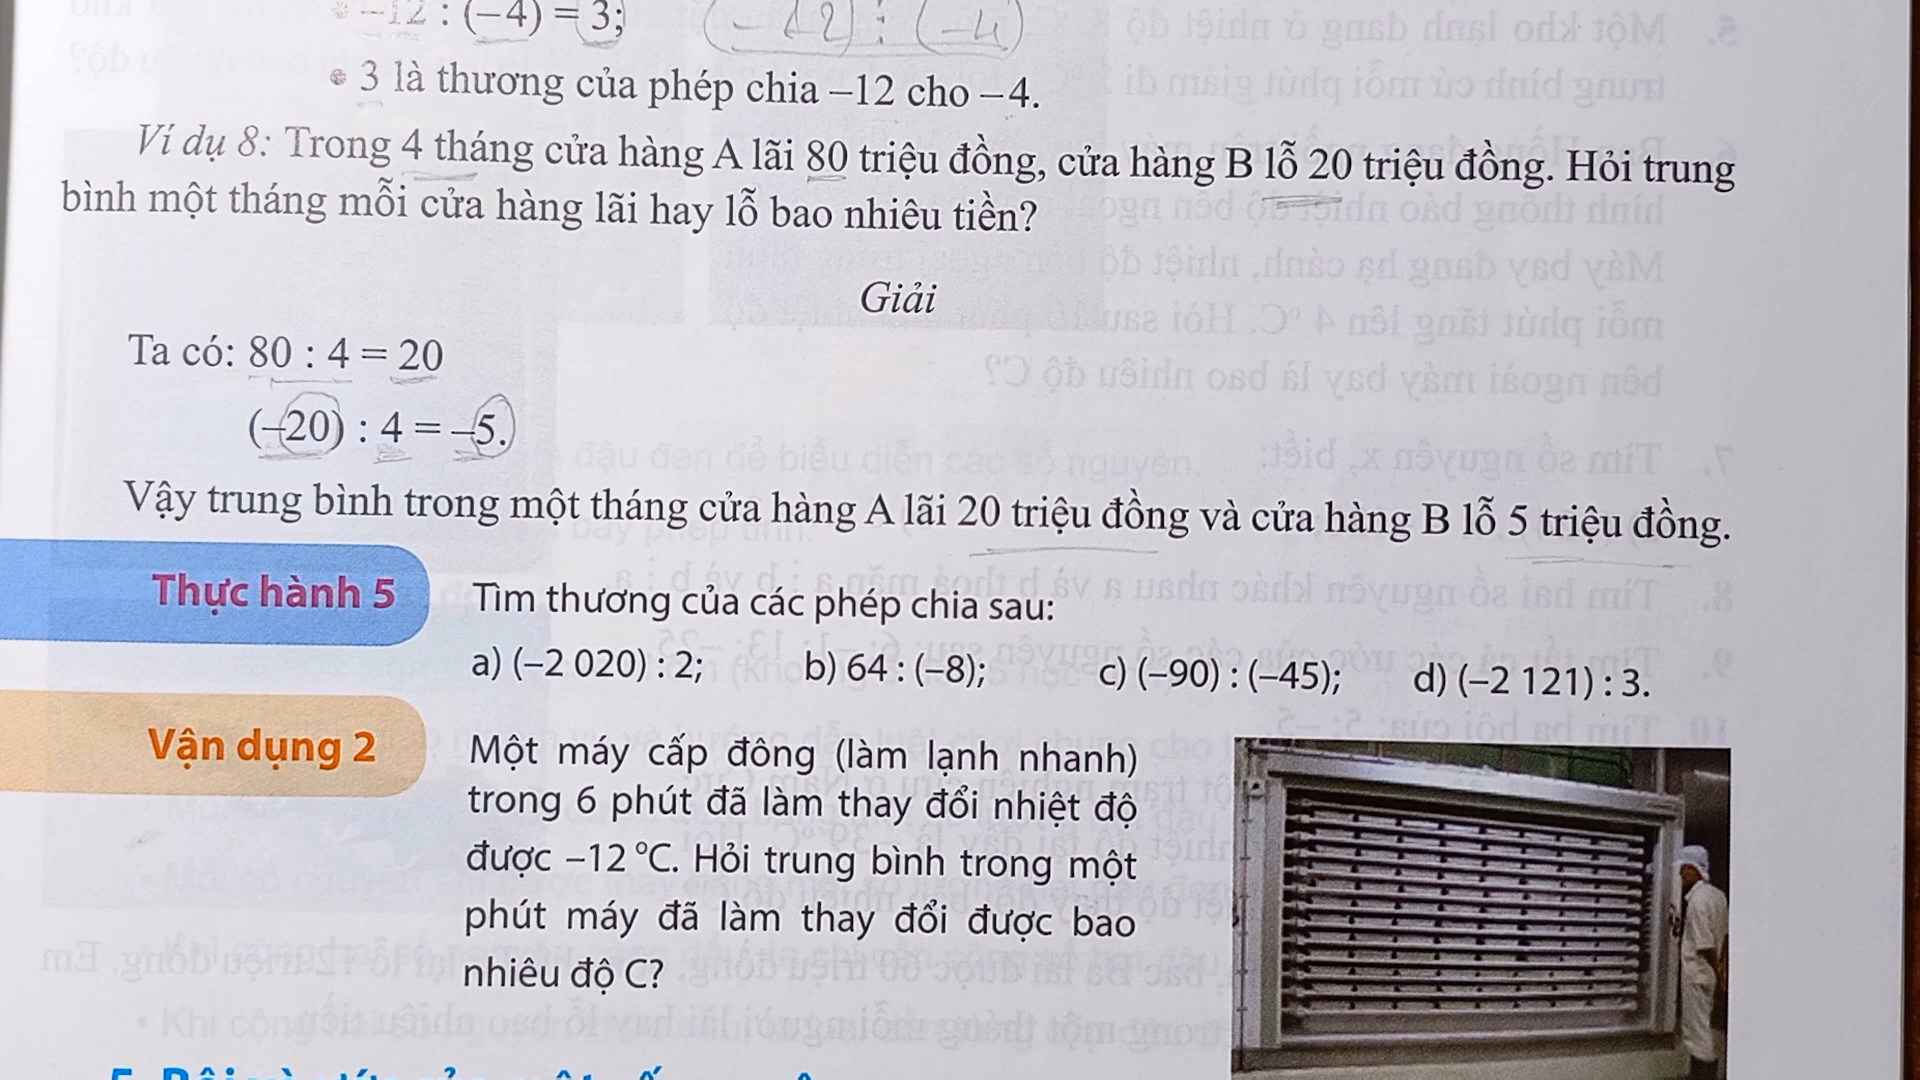 –12 : (–4) = 3; (–12) : (–4)
3 là thương của phép chia –12 cho –4.
Ví dụ 8: Trong 4 tháng cửa hàng A lãi 80 triệu đồng, cửa hàng B lỗ 20 triệu đồng. Hỏi trung
bình một tháng mỗi cửa hàng lãi hay lỗ bao nhiêu tiền?
Giải
Ta có: 80 : 4 = 20
(–20) : 4 = –5.
Vậy trung bình trong một tháng cửa hàng A lãi 20 triệu đồng và cửa hàng B lỗ 5 triệu đồng.
Thực hành 5
Tìm thương của các phép chia sau:
a) (–2 020) : 2; b) 64 : (–8); c) (–90) : (–45); d) (–2 121) : 3.
Vận dụng 2
Một máy cấp đông (làm lạnh nhanh)
trong 6 phút đã làm thay đổi nhiệt độ
được –12 °C. Hỏi trung bình trong một
phút máy đã làm thay đổi được bao
nhiêu độ C?